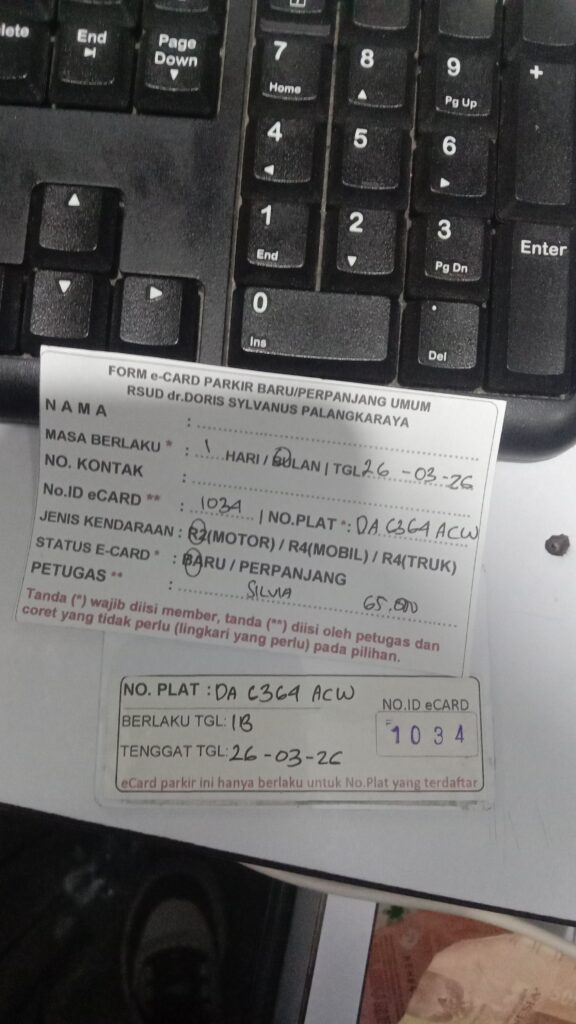 lete
End
Page Down
7 Home
8
9 Pg Up
+
4
5
6
1 End
2
3 Pg Dn
Enter
0 Ins
. Del
FORM e-CARD PARKIR BARU/PERPANJANG UMUM
RSUD dr.DORIS SYLVANUS PALANGKARAYA
NAMA :
MASA BERLAKU * : 1 HARI / BULAN | TGL 26 -03-26
NO. KONTAK :
No.ID eCARD ** : 1034 | NO.PLAT *: DA 6364 ACW
JENIS KENDARAAN : R2(MOTOR) / R4(MOBIL) / R4(TRUK)
STATUS E-CARD * : BARU / PERPANJANG
PETUGAS ** : SILVIA 65.000
Tanda (*) wajib diisi member, tanda (**) diisi oleh petugas dan
coret yang tidak perlu (lingkari yang perlu) pada pilihan.
NO. PLAT : DA 6364 ACW
NO.ID eCARD
BERLAKU TGL: 1B
1034
TENGGAT TGL: 26-03-26
eCard parkir ini hanya berlaku untuk No.Plat yang terdaftar